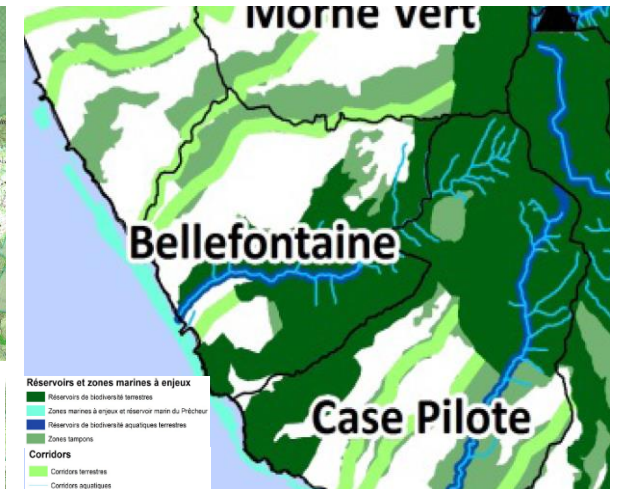 Morne Vert
Bellefontaine
Case Pilote
Réservoirs et zones marines à enjeux
Réservoirs de biodiversité terrestres
Zones marines à enjeux et réservoir marin du Prêcheur
Réservoirs de biodiversité aquatiques terrestres
Zones tampons
Corridors
Corridors terrestres
Corridors aquatiques